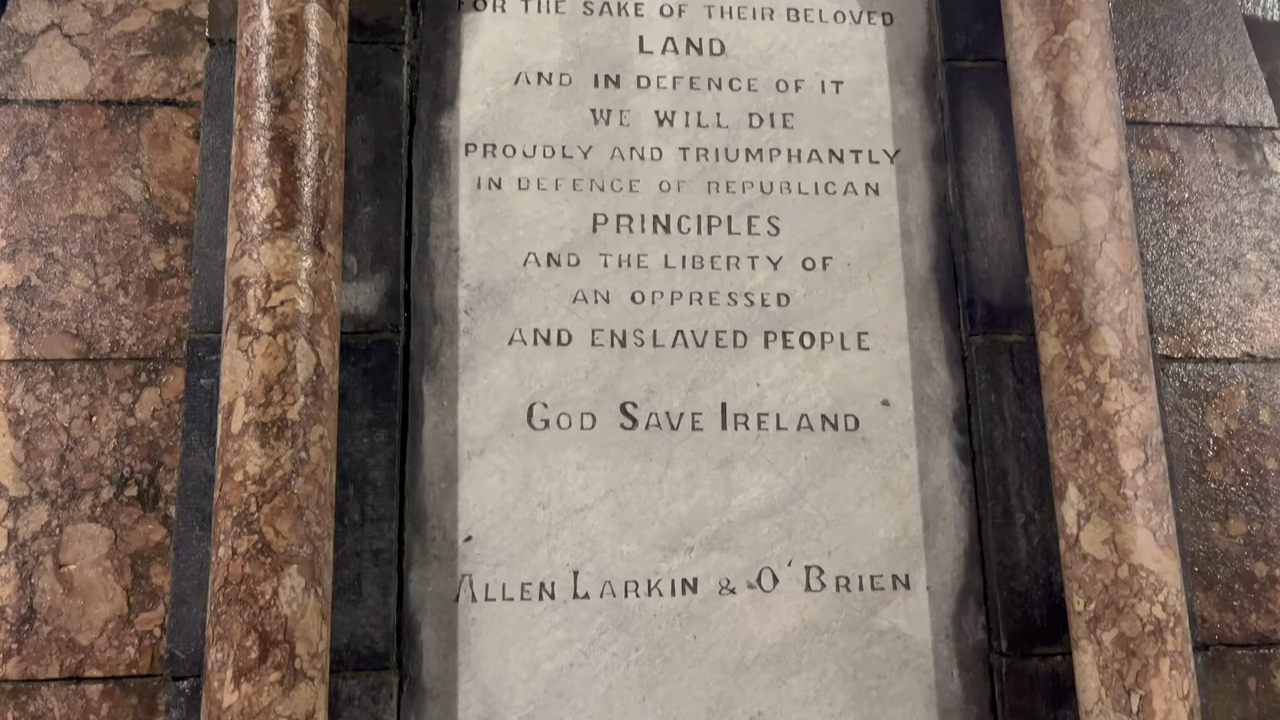 FOR THE SAKE OF THEIR BELOVED
LAND
AND IN DEFENCE OF IT
WE WILL DIE
PROUDLY AND TRIUMPHANTLY
IN DEFENCE OF REPUBLICAN
PRINCIPLES
AND THE LIBERTY OF
AN OPPRESSED
AND ENSLAVED PEOPLE
GOD SAVE IRELAND
ALLEN LARKIN & O'BRIEN